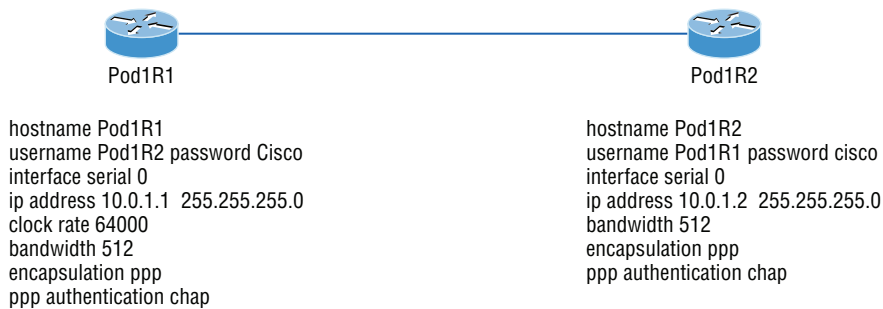 Pod1R1
Pod1R2
hostname Pod1R1
username Pod1R2 password Cisco
interface serial 0
ip address 10.0.1.1 255.255.255.0
clock rate 64000
bandwidth 512
encapsulation ppp
ppp authentication chap
hostname Pod1R2
username Pod1R1 password cisco
interface serial 0
ip address 10.0.1.2 255.255.255.0
bandwidth 512
encapsulation ppp
ppp authentication chap